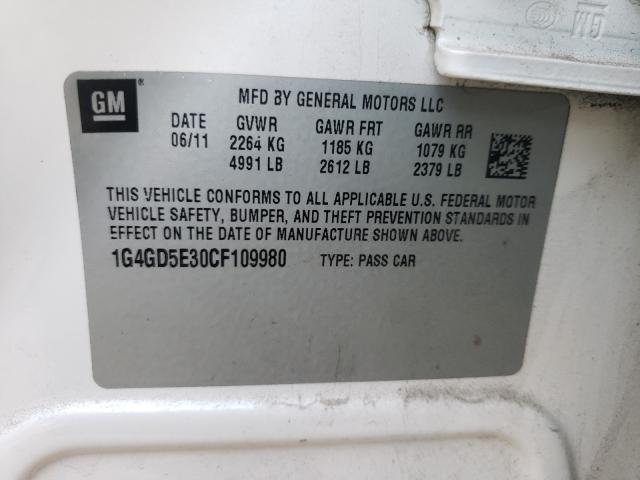 GM
MFD BY GENERAL MOTORS LLC
DATE GVWR GAWR FRT GAWR RR
06/11 2264 KG 1185 KG 1079 KG
4991 LB 2612 LB 2379 LB
THIS VEHICLE CONFORMS TO ALL APPLICABLE U.S. FEDERAL MOTOR
VEHICLE SAFETY, BUMPER, AND THEFT PREVENTION STANDARDS IN
EFFECT ON THE DATE OF MANUFACTURE SHOWN ABOVE.
1G4GD5E30CF109980 TYPE: PASS CAR